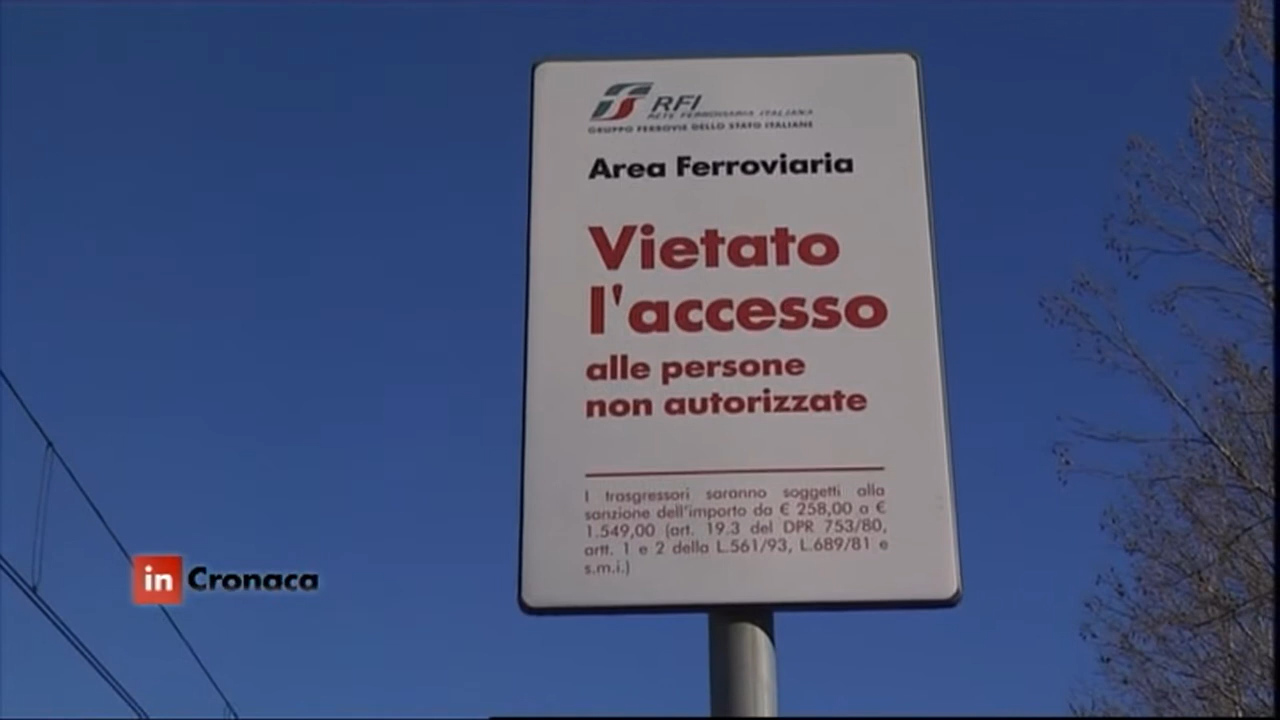 RFI
RETE FERROVIARIA ITALIANA
GRUPPO FERROVIE DELLO STATO ITALIANE
Area Ferroviaria
Vietato
l'accesso
alle persone
non autorizzate
I trasgressori saranno soggetti alla
sanzione dell'importo da € 258,00 a €
1.549,00 (art. 19.3 del DPR 753/80,
artt. 1 e 2 della L.561/93, L.689/81 e
s.m.i.)
in Cronaca